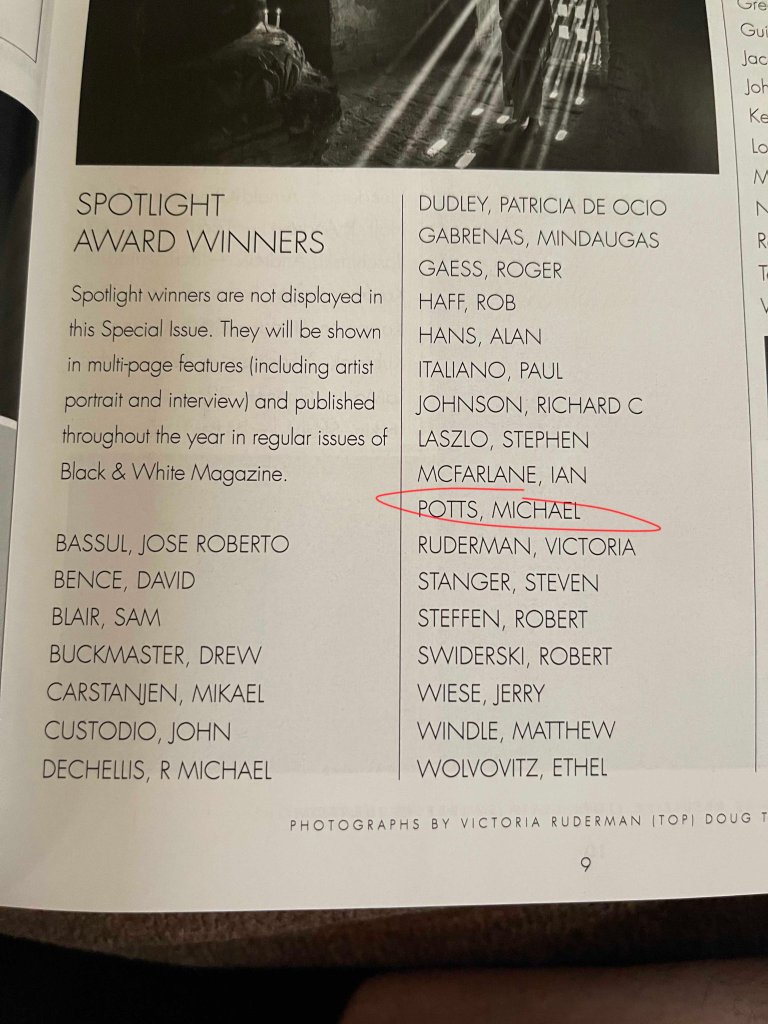 SPOTLIGHT
AWARD WINNERS
Spotlight winners are not displayed in
this Special Issue. They will be shown
in multi-page features (including artist
portrait and interview) and published
throughout the year in regular issues of
Black & White Magazine.
BASSUL, JOSE ROBERTO
BENCE, DAVID
BLAIR, SAM
BUCKMASTER, DREW
CARSTANJEN, MIKAEL
CUSTODIO, JOHN
DECHELLIS, R MICHAEL
DUDLEY, PATRICIA DE OCIO
GABRENAS, MINDAUGAS
GAESS, ROGER
HAFF, ROB
HANS, ALAN
ITALIANO, PAUL
JOHNSON, RICHARD C
LASZLO, STEPHEN
MCFARLANE, IAN
POTTS, MICHAEL
RUDERMAN, VICTORIA
STANGER, STEVEN
STEFFEN, ROBERT
SWIDERSKI, ROBERT
WIESE, JERRY
WINDLE, MATTHEW
WOLVOVITZ, ETHEL
PHOTOGRAPHS BY VICTORIA RUDERMAN (TOP) DOUG
9